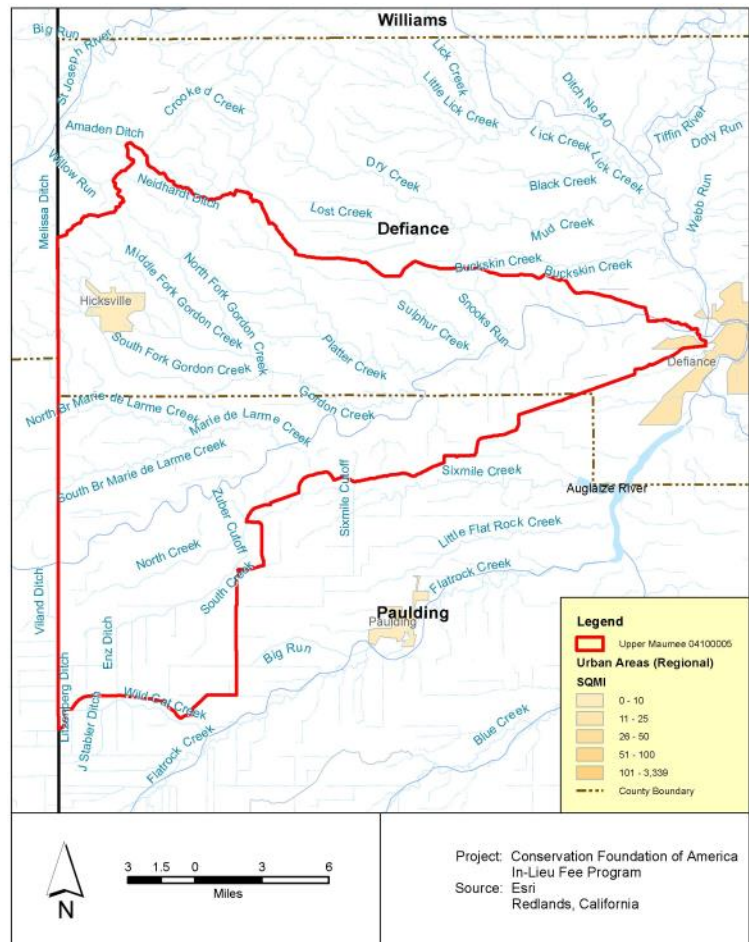 Williams
Big Run
St Joseph River
Crooked Creek
Lick Creek
Little Lick Creek
Ditch No 40
Tiffin River
Doty Run
Amaden Ditch
Lick Creek
Lick Creek
Willow Run
Neidhardt Ditch
Dry Creek
Black Creek
Webb Run
Melissa Ditch
Lost Creek
Defiance
Mud Creek
Buckskin Creek
Buckskin Creek
Hicksville
Middle Fork Gordon Creek
North Fork Gordon Creek
Sulphur Creek
Snooks Run
South Fork Gordon Creek
Platter Creek
Defiance
North Br Marie de Larme Creek
Marie de Larme Creek
Gordon Creek
South Br Marie de Larme Creek
Sixmile Creek
Sixmile Cutoff
Auglaize River
Zuber Cutoff
North Creek
South Creek
Little Flat Rock Creek
Flatrock Creek
Viland Ditch
Paulding
Paulding
Enz Ditch
Big Run
Litzenberg Ditch
Wild Cat Creek
J Stabler Ditch
Flatrock Creek
Blue Creek
Legend
Upper Maumee 04100005
Urban Areas (Regional)
SQMI
0 - 10
11 - 25
26 - 50
51 - 100
101 - 3,339
County Boundary
N
3 1.5 0 3 6
Miles
Project: Conservation Foundation of America
In-Lieu Fee Program
Source: Esri
Redlands, California